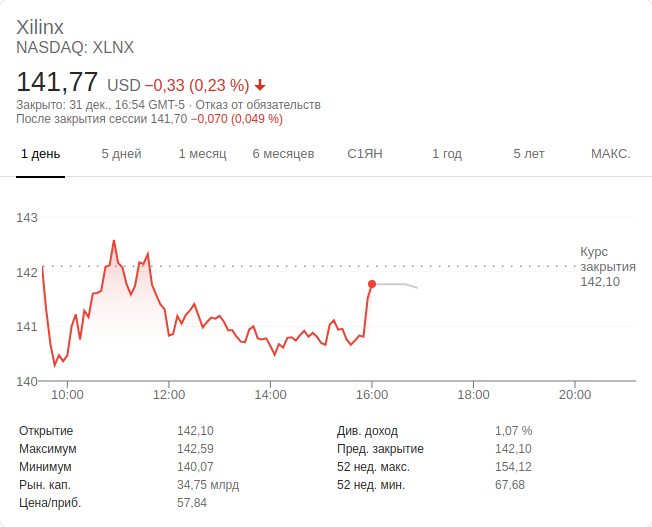 Xilinx
NASDAQ: XLNX
141,77 USD −0,33 (0,23 %)
Закрыто: 31 дек., 16:54 GMT-5 · Отказ от обязательств
После закрытия сессии 141,70 −0,070 (0,049 %)
1 день 5 дней 1 месяц 6 месяцев С1ЯН 1 год 5 лет МАКС.
143
142
141
140
Курс
закрытия
142,10
10:00 12:00 14:00 16:00 18:00 20:00
Открытие 142,10 Див. доход 1,07 %
Максимум 142,59 Пред. закрытие 142,10
Минимум 140,07 52 нед. макс. 154,12
Рын. кап. 34,75 млрд 52 нед. мин. 67,68
Цена/приб. 57,84